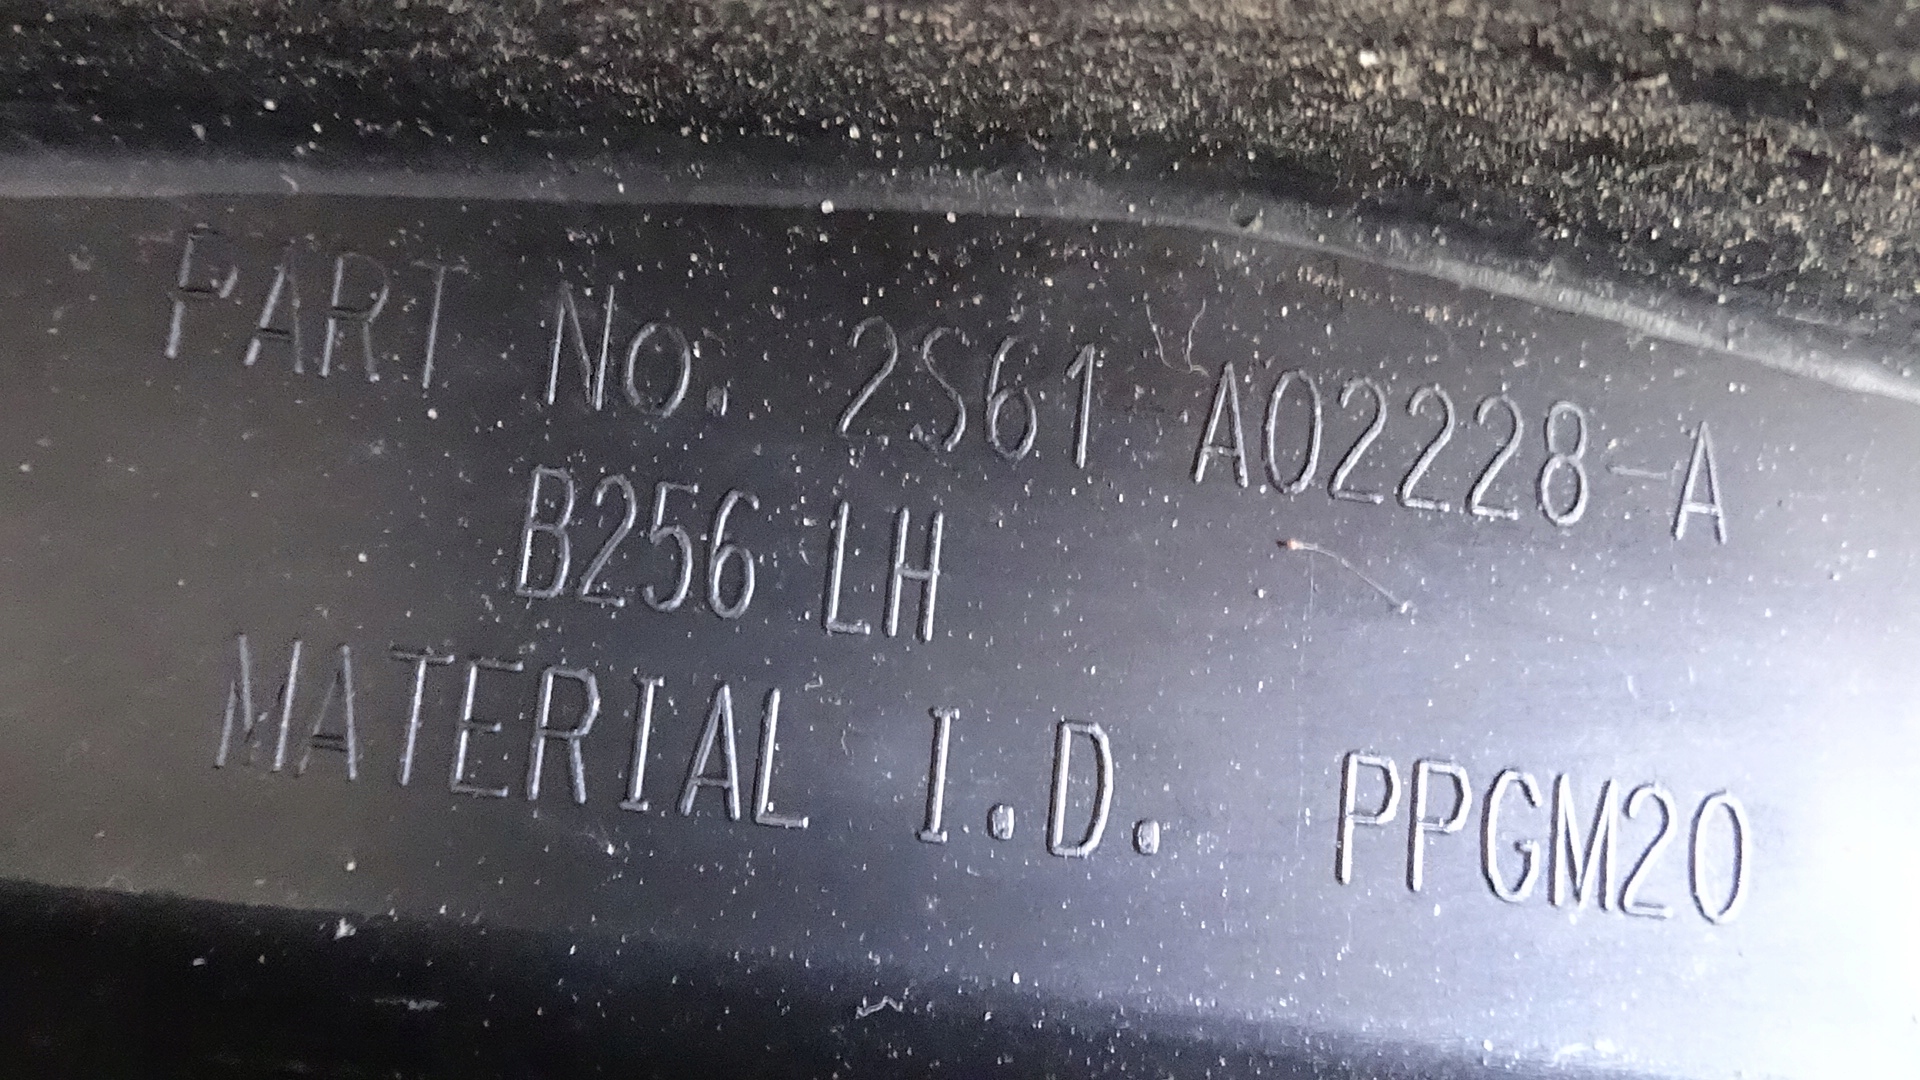 PART No. 2S61 A02228-A
B256 LH
MATERIAL I.D. PPGM20